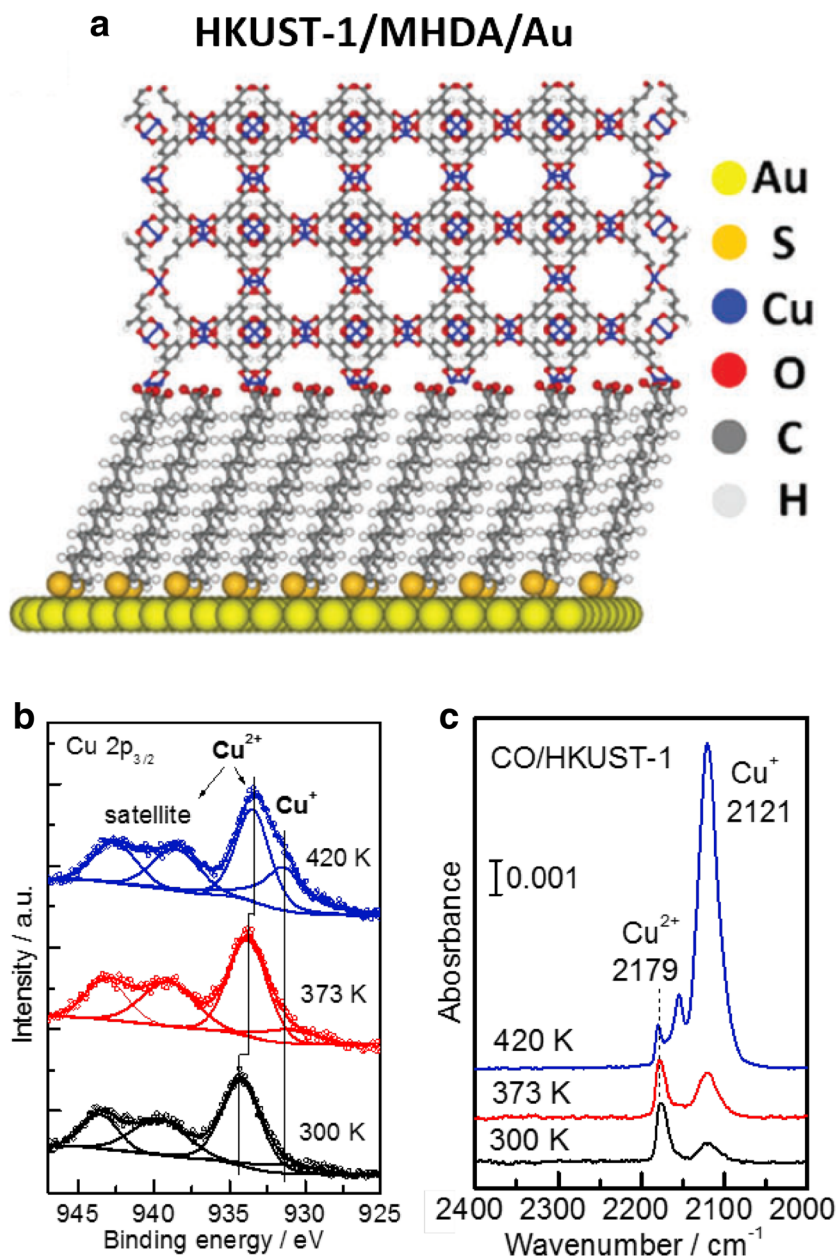 a HKUST-1/MHDA/Au
Au
S
Cu
O
C
H
b
Cu 2p3/2
Cu2+
Cu+
satellite
420 K
373 K
300 K
Intensity / a.u.
945 940 935 930 925
Binding energy / eV
c
CO/HKUST-1
Cu+
2121
0.001
Cu2+
2179
420 K
373 K
300 K
Abosrbance
2400 2300 2200 2100 2000
Wavenumber / cm-1